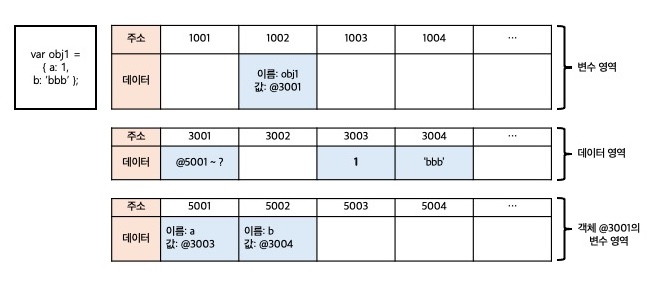 var obj1 =
{ a: 1,
b: 'bbb' };
주소 1001 1002 1003 1004 ...
데이터
이름: obj1
값: @3001
변수 영역
주소 3001 3002 3003 3004 ...
데이터 @5001 ~ ? 1 'bbb'
데이터 영역
주소 5001 5002 5003 5004 ...
데이터
이름: a
값: @3003
이름: b
값: @3004
객체 @3001의
변수 영역